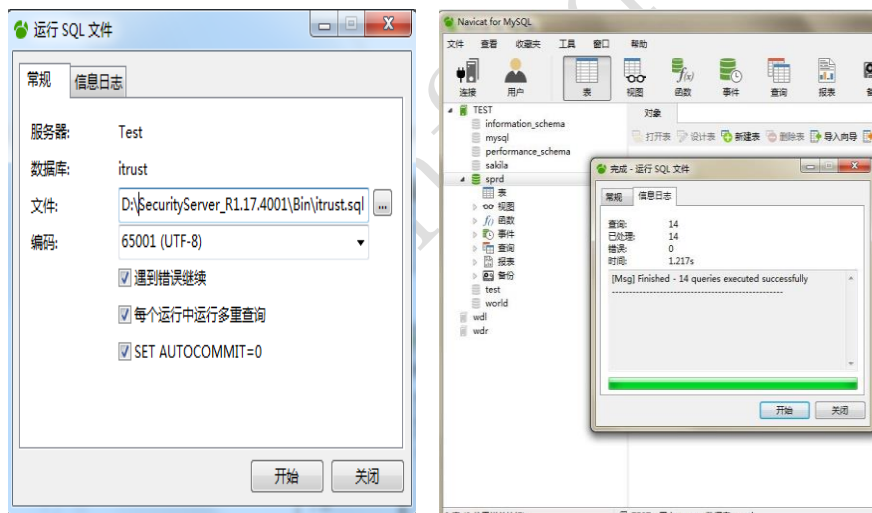 运行 SQL 文件
常规 信息日志
服务器: Test
数据库: itrust
文件: D:\SecurityServer_R1.17.4001\Bin\itrust.sql ...
编码: 65001 (UTF-8)
遇到错误继续
每个运行中运行多重查询
SET AUTOCOMMIT=0
开始 关闭
Navicat for MySQL
文件 查看 收藏夹 工具 窗口 帮助
连接 用户 表 视图 函数 事件 查询 报表
对象
打开表 设计表 新建表 删除表 导入向导
TEST
information_schema
mysql
performance_schema
sakila
sprd
表
视图
函数
事件
查询
报表
备份
test
world
wdl
wdr
完成 - 运行 SQL 文件
常规 信息日志
查询: 14
已处理: 14
错误: 0
时间: 1.217s
[Msg] Finished - 14 queries executed successfully
--------------------------------------------------
开始 关闭